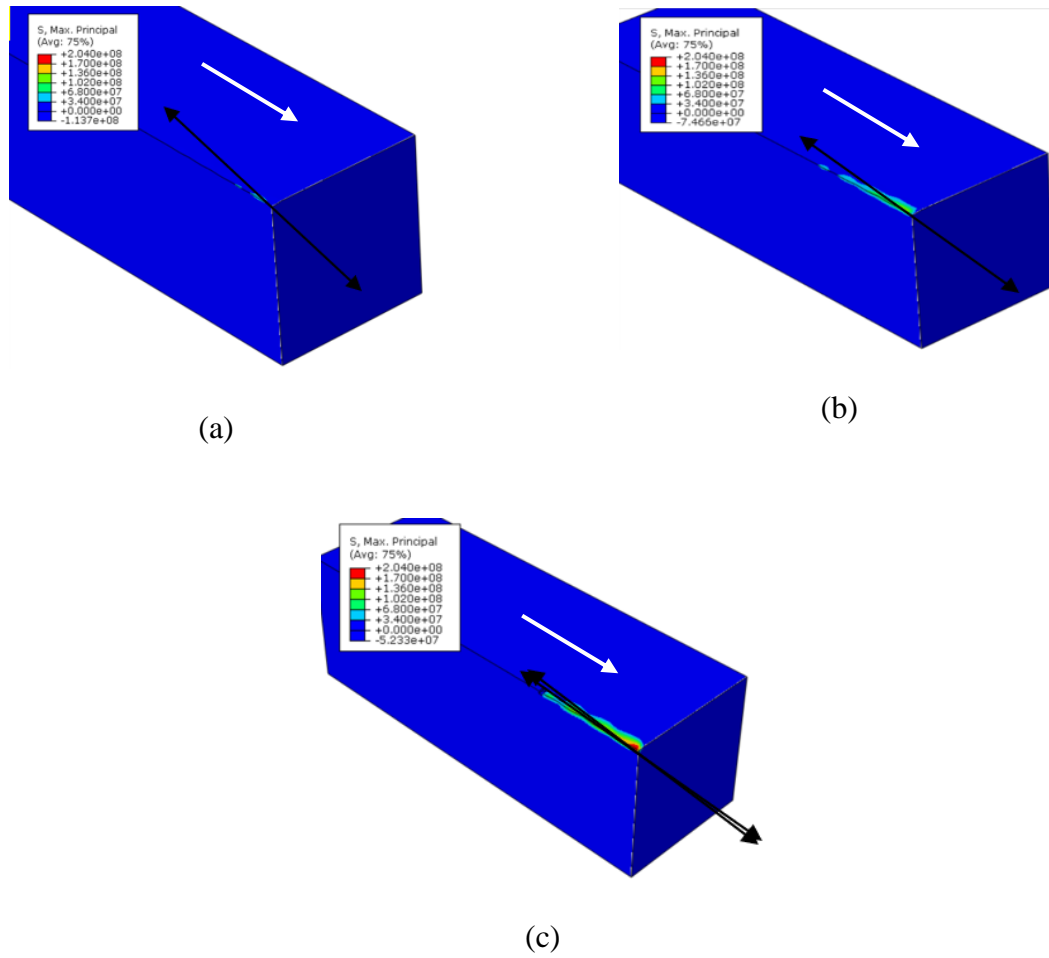 S, Max. Principal
(Avg: 75%)
+2.040e+08
+1.700e+08
+1.360e+08
+1.020e+08
+6.800e+07
+3.400e+07
+0.000e+00
-1.137e+08
(a)
S, Max. Principal
(Avg: 75%)
+2.040e+08
+1.700e+08
+1.360e+08
+1.020e+08
+6.800e+07
+3.400e+07
+0.000e+00
-7.466e+07
(b)
S, Max. Principal
(Avg: 75%)
+2.040e+08
+1.700e+08
+1.360e+08
+1.020e+08
+6.800e+07
+3.400e+07
+0.000e+00
-5.233e+07
(c)